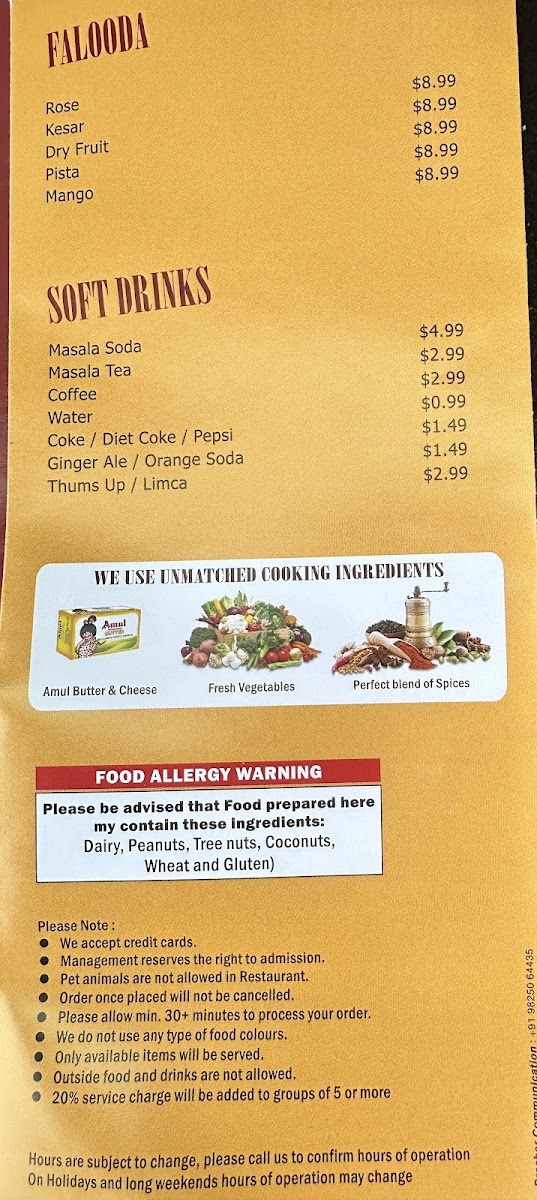 FALOODA
Rose $8.99
Kesar $8.99
Dry Fruit $8.99
Pista $8.99
Mango $8.99
SOFT DRINKS
Masala Soda $4.99
Masala Tea $2.99
Coffee $2.99
Water $0.99
Coke / Diet Coke / Pepsi $1.49
Ginger Ale / Orange Soda $1.49
Thums Up / Limca $2.99
WE USE UNMATCHED COOKING INGREDIENTS
Amul
BUTTER
Amul Butter & Cheese
Fresh Vegetables
Perfect blend of Spices
FOOD ALLERGY WARNING
Please be advised that Food prepared here
my contain these ingredients:
Dairy, Peanuts, Tree nuts, Coconuts,
Wheat and Gluten)
Please Note :
● We accept credit cards.
● Management reserves the right to admission.
● Pet animals are not allowed in Restaurant.
● Order once placed will not be cancelled.
● Please allow min. 30+ minutes to process your order.
● We do not use any type of food colours.
● Only available items will be served.
● Outside food and drinks are not allowed.
● 20% service charge will be added to groups of 5 or more
Hours are subject to change, please call us to confirm hours of operation
On Holidays and long weekends hours of operation may change
Communication : +91 98250 64435